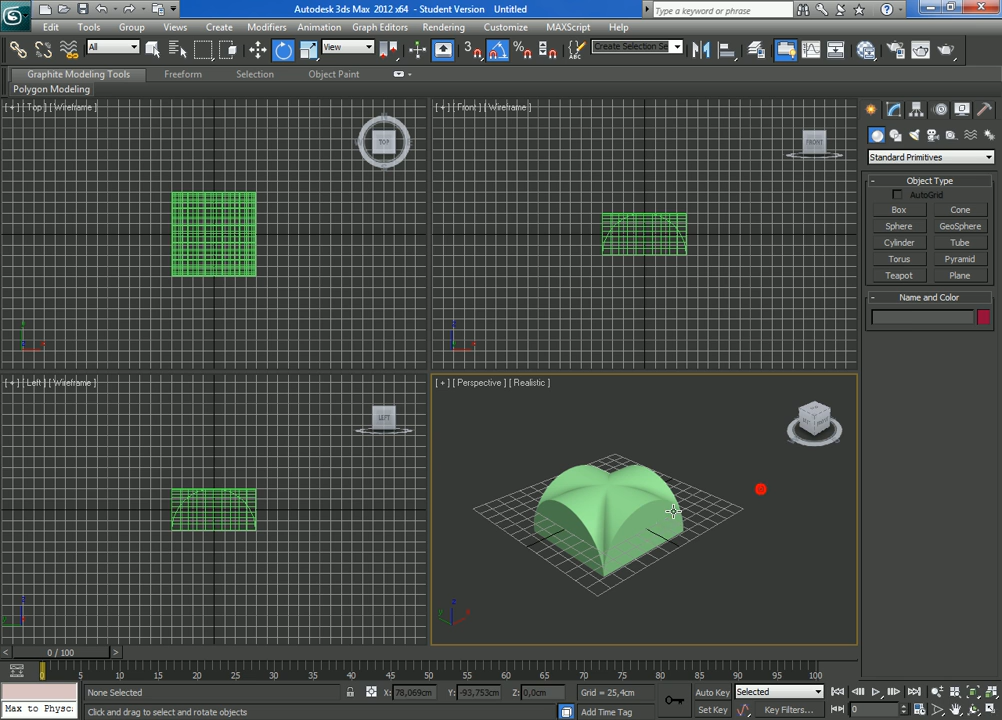 Autodesk 3ds Max 2012 x64 - Student Version Untitled
Type a keyword or phrase
Edit Tools Group Views Create Modifiers Animation Graph Editors Rendering Customize MAXScript Help
All View Create Selection Se
Graphite Modeling Tools Freeform Selection Object Paint
Polygon Modeling
[ + ] [ Top ] [ Wireframe ]
[ + ] [ Front ] [ Wireframe ]
TOP
FRONT
Standard Primitives
- Object Type
AutoGrid
Box Cone
Sphere GeoSphere
Cylinder Tube
Torus Pyramid
Teapot Plane
- Name and Color
[ + ] [ Left ] [ Wireframe ]
[ + ] [ Perspective ] [ Realistic ]
LEFT
< 0 / 100 >
0 5 10 15 20 25 30 35 40 45 50 55 60 65 70 75 80 85 90 95 100
None Selected X: 78,069cm Y: -93,753cm Z: 0,0cm Grid = 25,4cm Auto Key Selected
Max to Physc:
Click and drag to select and rotate objects Add Time Tag Set Key Key Filters... 0